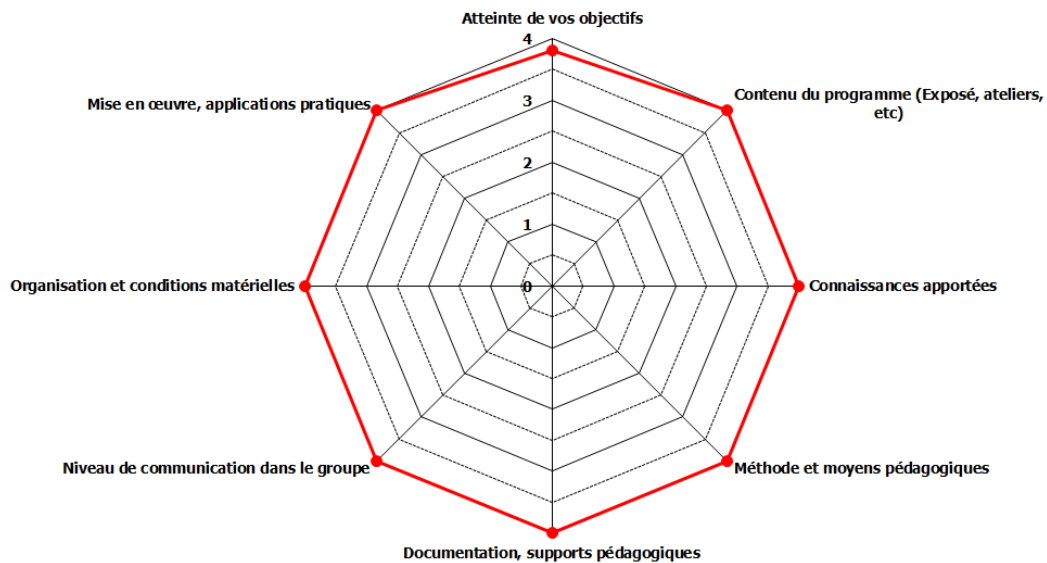 Atteinte de vos objectifs
4
Contenu du programme (Exposé, ateliers,
etc)
Mise en œuvre, applications pratiques
3
2
1
0
Organisation et conditions matérielles
Connaissances apportées
Niveau de communication dans le groupe
Méthode et moyens pédagogiques
Documentation, supports pédagogiques